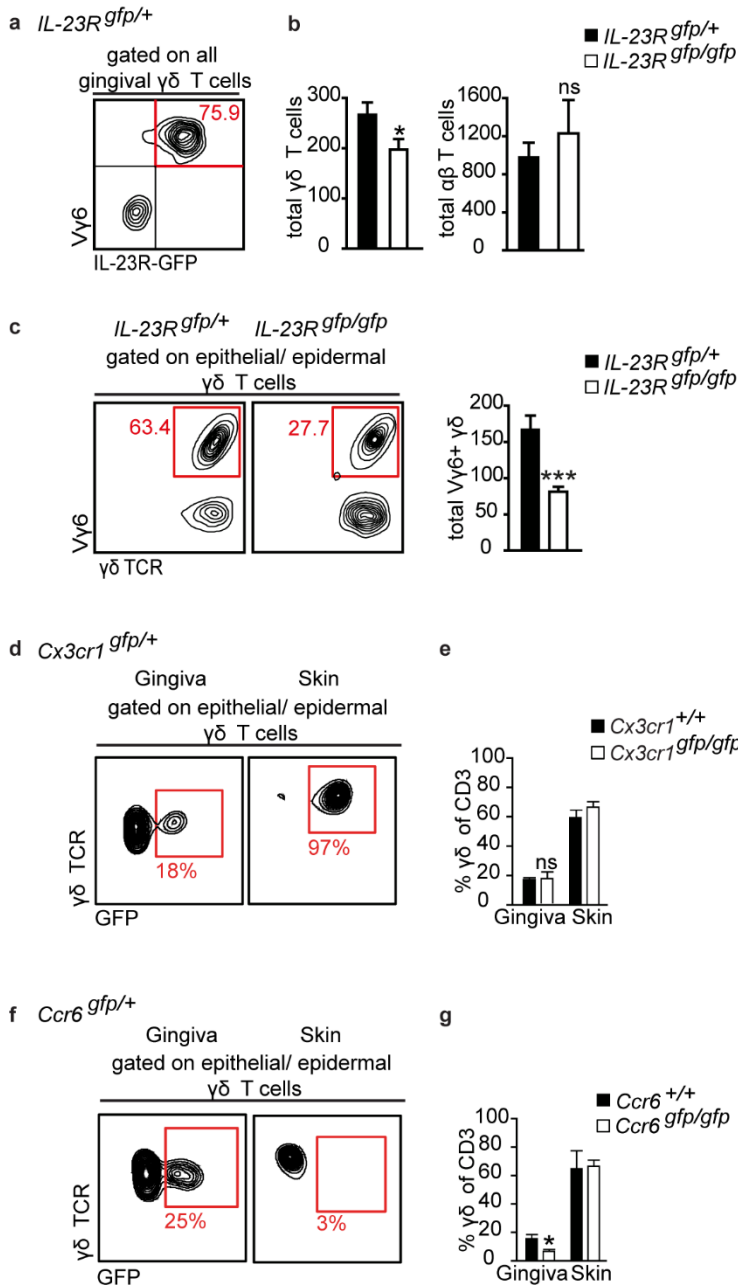 a IL-23R gfp/+
gated on all
gingival γδ T cells
75.9
Vγ6
IL-23R-GFP
b
IL-23R gfp/+
IL-23R gfp/gfp
total γδ T cells
300
200
100
0
*
total αβ T cells
1600
1200
800
400
0
ns
c
IL-23R gfp/+ IL-23R gfp/gfp
gated on epithelial/ epidermal
γδ T cells
63.4
27.7
Vγ6
γδ TCR
IL-23R gfp/+
IL-23R gfp/gfp
total Vγ6+ γδ
200
150
100
50
0
***
d Cx3cr1 gfp/+
Gingiva Skin
gated on epithelial/ epidermal
γδ T cells
18%
97%
γδ TCR
GFP
e
Cx3cr1 +/+
Cx3cr1 gfp/gfp
% γδ of CD3
100
80
60
40
20
0
ns
Gingiva Skin
f Ccr6 gfp/+
Gingiva Skin
gated on epithelial/ epidermal
γδ T cells
25%
3%
γδ TCR
GFP
g
Ccr6 +/+
Ccr6 gfp/gfp
% γδ of CD3
100
80
60
40
20
0
*
Gingiva Skin